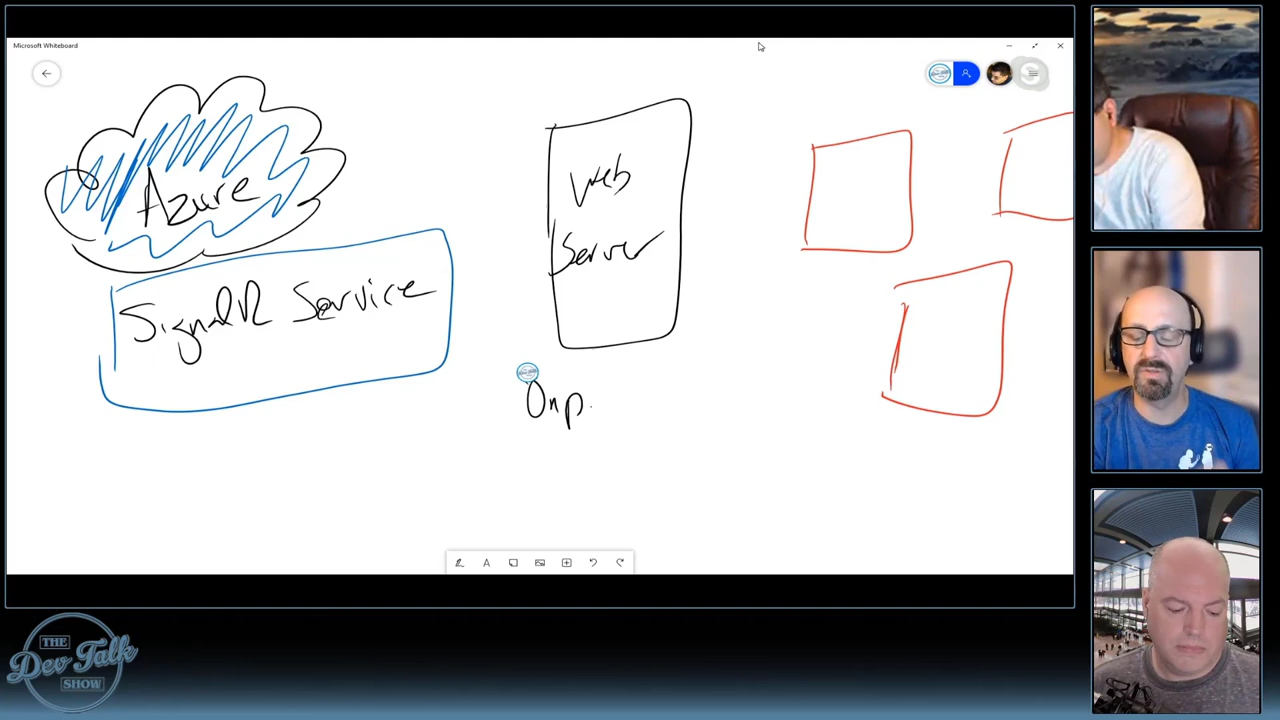 Microsoft Whiteboard
Azure
SignalR Service
Web
Server
Onp.
THE
Dev Talk
SHOW